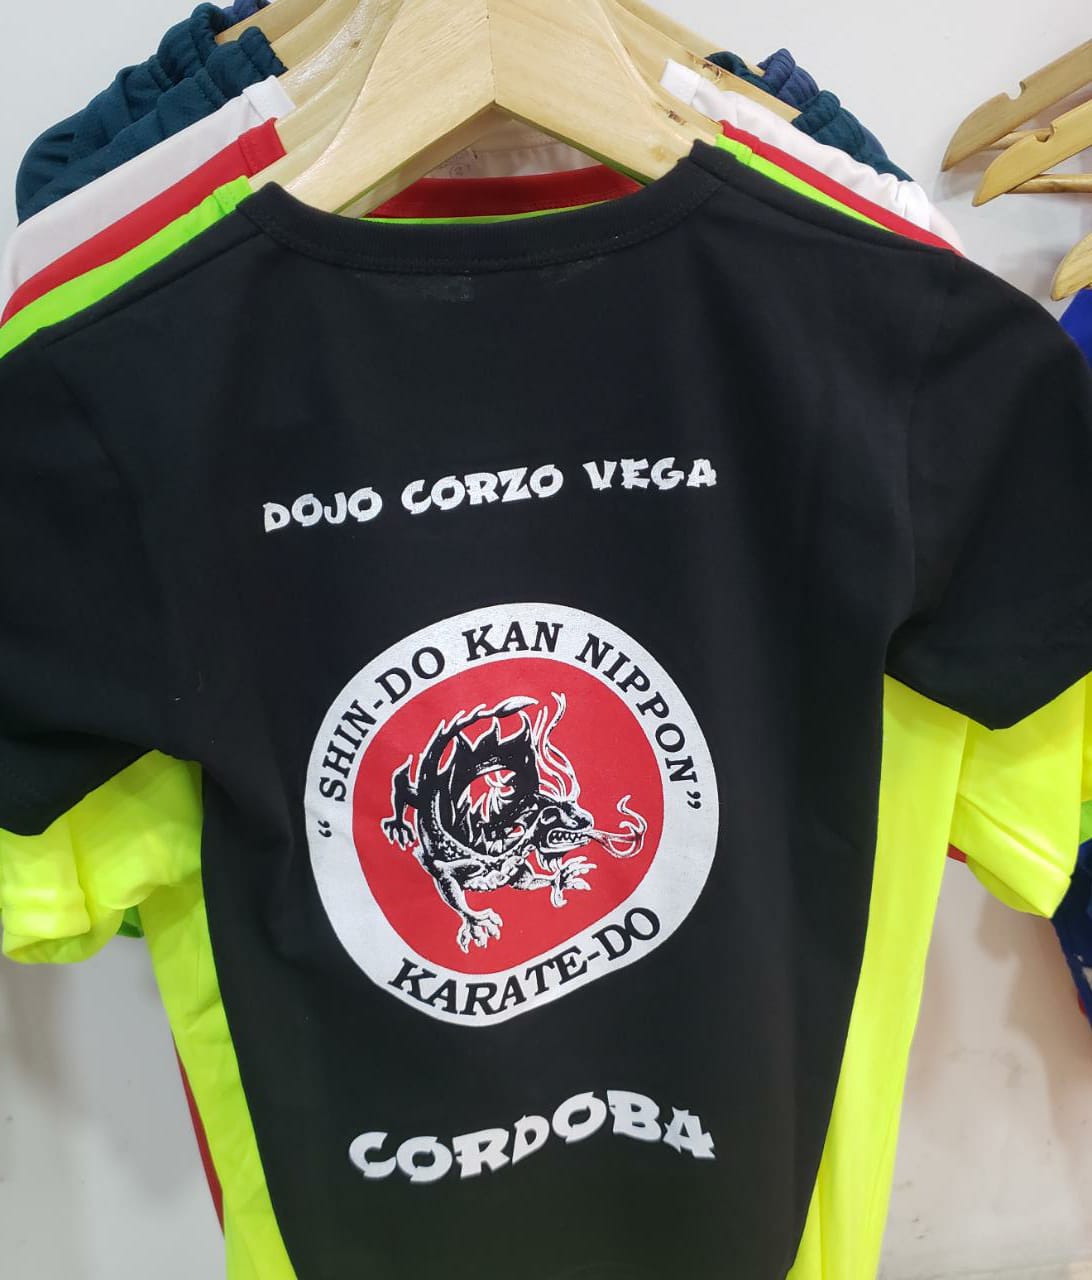 DOJO CORZO VEGA
"SHIN-DO KAN NIPPON"
KARATE-DO
CORDOBA